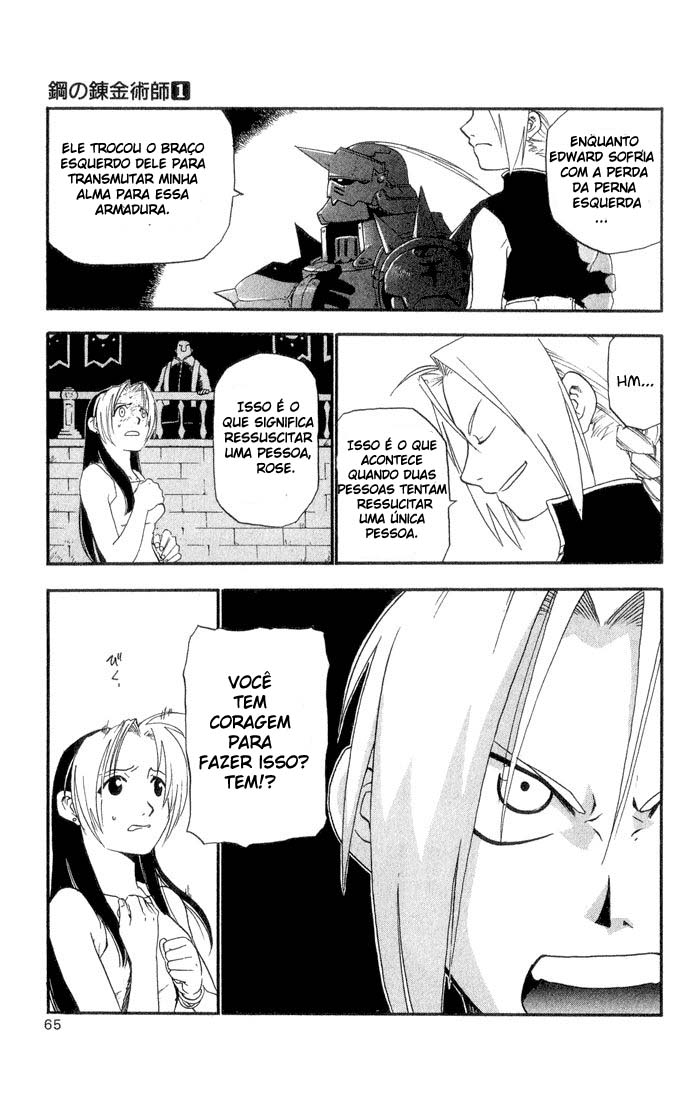 鋼の錬金術師1
ENQUANTO
EDWARD SOFRIA
COM A PERDA
DA PERNA
ESQUERDA
...
ELE TROCOU O BRAÇO
ESQUERDO DELE PARA
TRANSMUTAR MINHA
ALMA PARA ESSA
ARMADURA.
HM...
ISSO É O QUE
ACONTECE
QUANDO DUAS
PESSOAS TENTAM
RESSUCITAR
UMA ÚNICA
PESSOA.
ISSO É O
QUE SIGNIFICA
RESSUSCITAR
UMA PESSOA,
ROSE.
VOCÊ
TEM
CORAGEM
PARA
FAZER ISSO?
TEM!?
びく
65